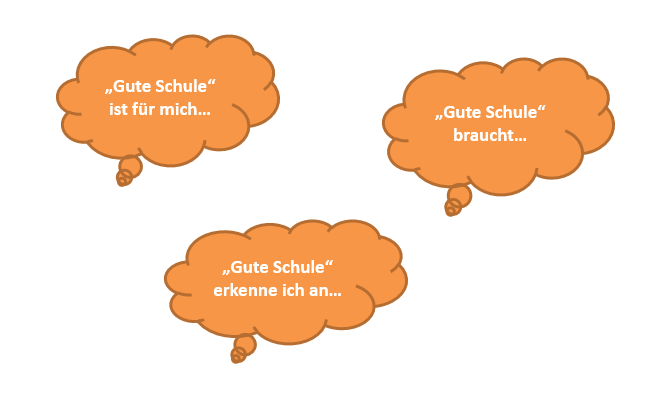 „Gute Schule“
ist für mich...
„Gute Schule“
braucht...
„Gute Schule“
erkenne ich an...